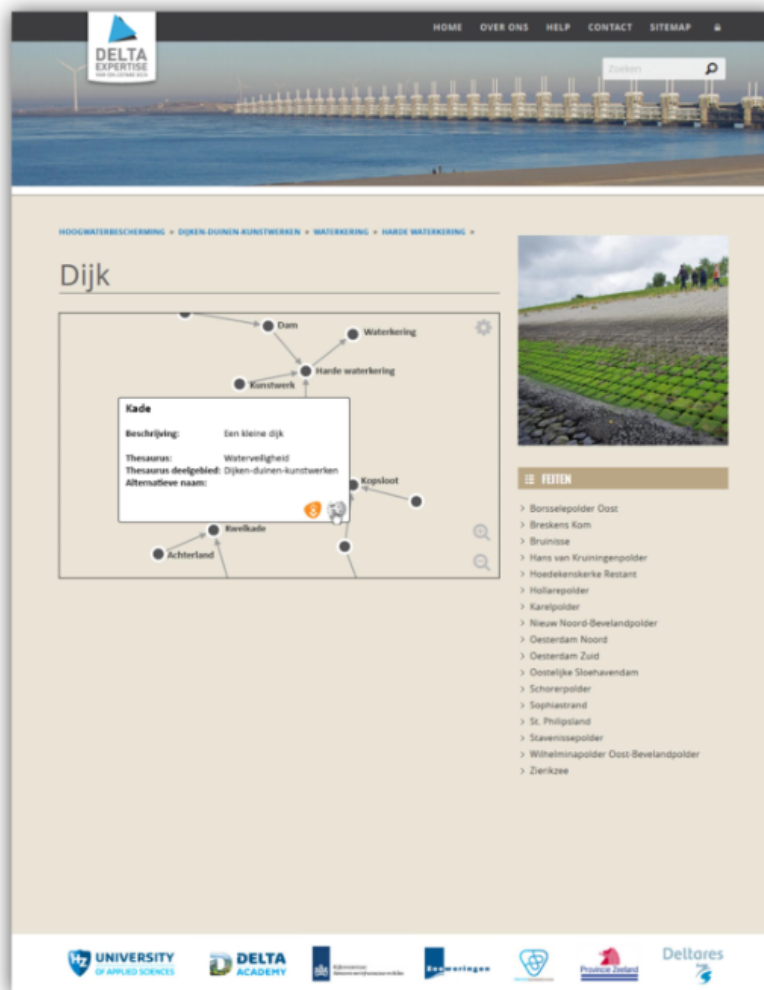 HOME OVER ONS HELP CONTACT SITEMAP
DELTA
EXPERTISE
Zoeken
HOOGWATERBESCHERMING » DIJKEN-DUINEN-KUNSTWERKEN » WATERKERING » HARDE WATERKERING »
Dijk
Dam
Waterkering
Harde waterkering
Kunstwerk
Kade
Beschrijving: Een kleine dijk
Thesaurus: Waterveiligheid
Thesaurus deelgebied: Dijken-duinen-kunstwerken
Alternatieve naam:
Kopsloot
Kwelkade
Achterland
FEITEN
> Borsselepolder Oost
> Breskens Kom
> Bruinisse
> Hans van Kruiningenpolder
> Hoedekenskerke Restant
> Hollarepolder
> Karelpolder
> Nieuw Noord-Bevelandpolder
> Oesterdam Noord
> Oesterdam Zuid
> Oostelijke Sloehavendam
> Schorerpolder
> Sophiastrand
> St. Philipsland
> Stavenissepolder
> Wilhelminapolder Oost-Bevelandpolder
> Zierikzee
HZ UNIVERSITY
OF APPLIED SCIENCES
DELTA
ACADEMY
Provincie Zeeland
Deltares